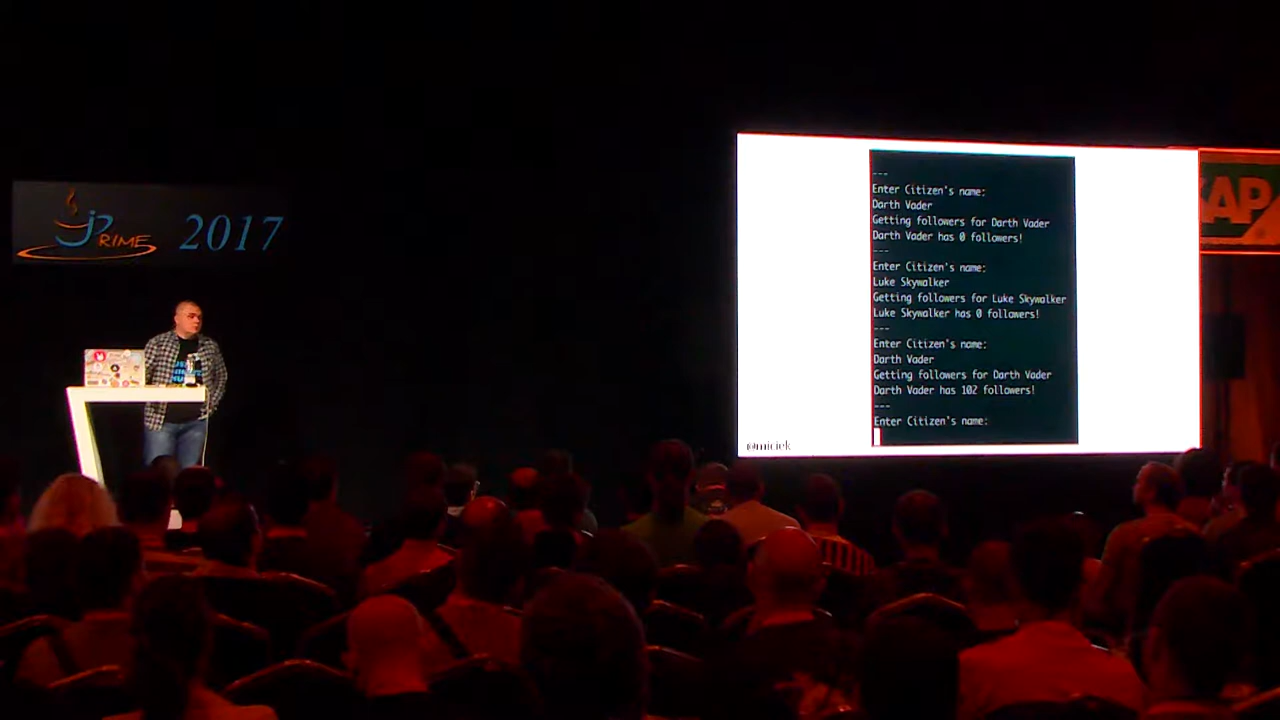 jPRIME 2017
---
Enter Citizen's name:
Darth Vader
Getting followers for Darth Vader
Darth Vader has 0 followers!
---
Enter Citizen's name:
Luke Skywalker
Getting followers for Luke Skywalker
Luke Skywalker has 0 followers!
---
Enter Citizen's name:
Darth Vader
Getting followers for Darth Vader
Darth Vader has 102 followers!
---
Enter Citizen's name:
@miciek
SAP